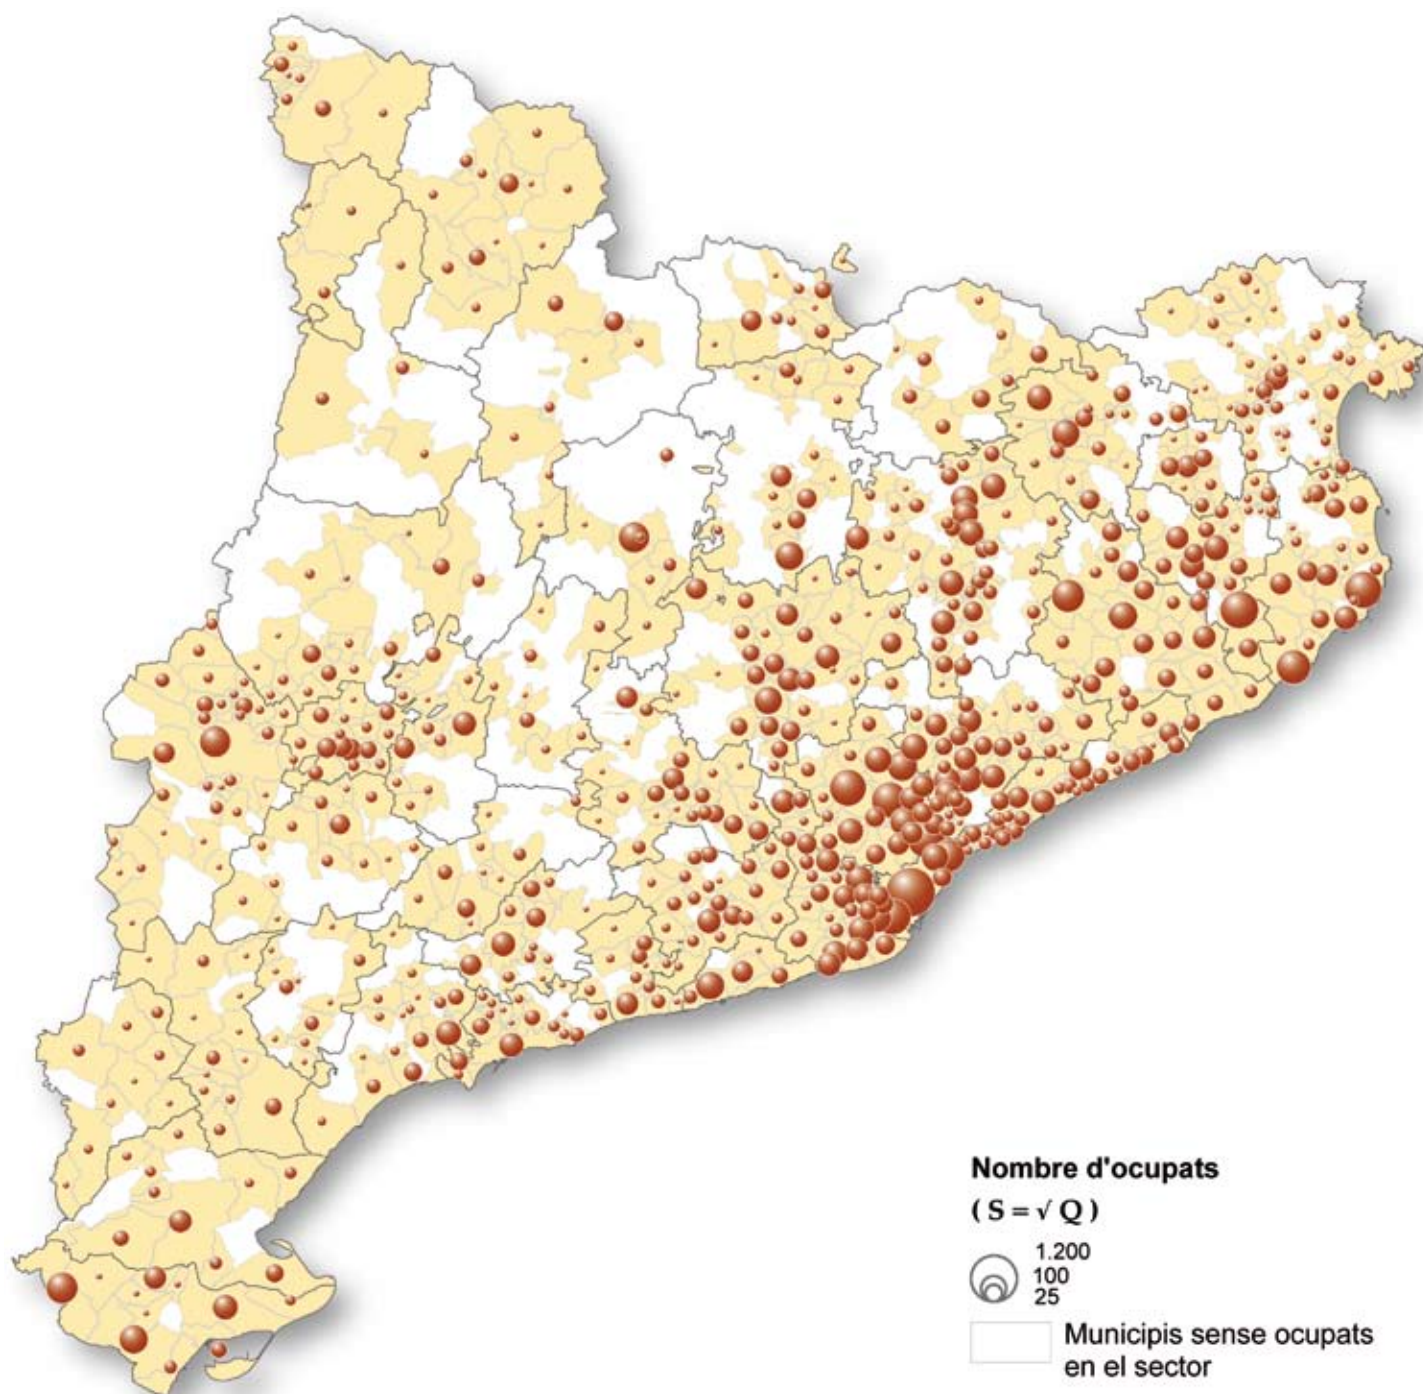 Nombre d'ocupats
( S = √ Q )
1.200
100
25
Municipis sense ocupats
en el sector